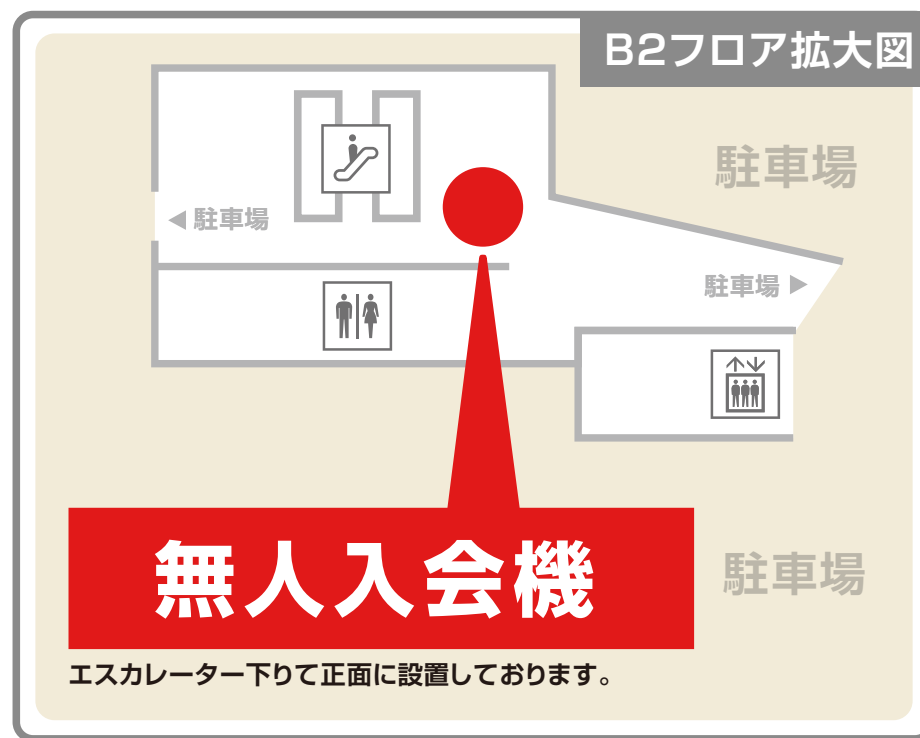 B2フロア拡大図
駐車場
◀ 駐車場
駐車場 ▶
無人入会機
駐車場
エスカレーター下りて正面に設置しております。